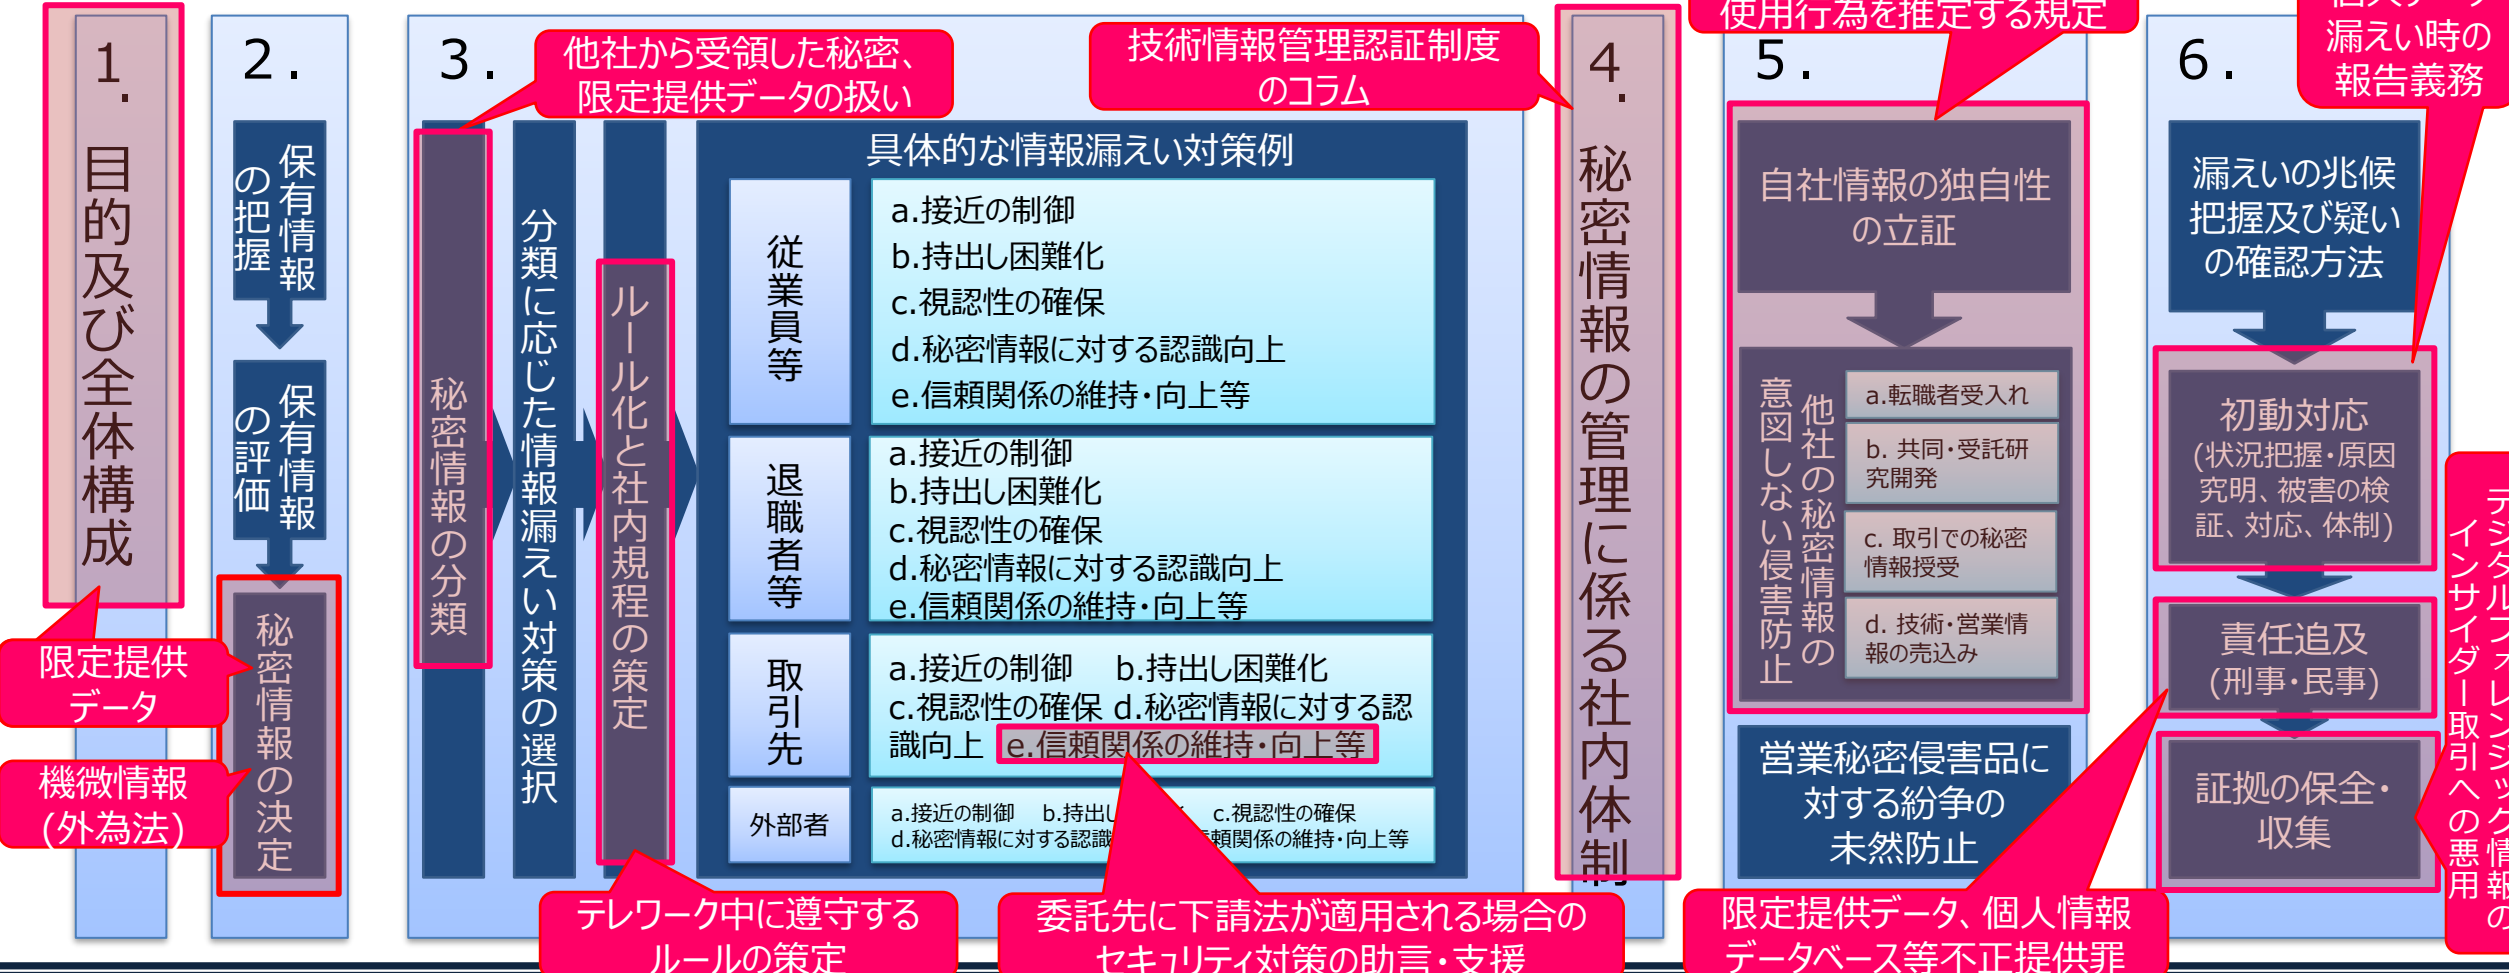 1.
目的及び全体構成
限定提供
データ
2.
保有情報
の把握
保有情報
の評価
秘密情報の決定
機微情報
(外為法)
3.
他社から受領した秘密、
限定提供データの扱い
秘密情報の分類
分類に応じた情報漏えい対策の選択
ルール化と社内規程の策定
テレワーク中に遵守する
ルールの策定
具体的な情報漏えい対策例
従業員等
a.接近の制御
b.持出し困難化
c.視認性の確保
d.秘密情報に対する認識向上
e.信頼関係の維持・向上等
退職者等
a.接近の制御
b.持出し困難化
c.視認性の確保
d.秘密情報に対する認識向上
e.信頼関係の維持・向上等
取引先
a.接近の制御 b.持出し困難化
c.視認性の確保 d.秘密情報に対する認
識向上 e.信頼関係の維持・向上等
外部者
a.接近の制御 b.持出し c.視認性の確保
d.秘密情報に対する認識 頼関係の維持・向上等
委託先に下請法が適用される場合の
セキュリティ対策の助言・支援
技術情報管理認証制度
のコラム
4.
秘密情報の管理に係る社内体制
使用行為を推定する規定
5.
自社情報の独自性
の立証
他社の秘密情報の
意図しない侵害防止
a.転職者受入れ
b. 共同・受託研
究開発
c. 取引での秘密
情報授受
d. 技術・営業情
報の売込み
営業秘密侵害品に
対する紛争の
未然防止
限定提供データ、個人情報
データベース等不正提供罪
6.
個人データ
漏えい時の
報告義務
漏えいの兆候
把握及び疑い
の確認方法
初動対応
(状況把握・原因
究明、被害の検
証、対応、体制)
責任追及
(刑事・民事)
証拠の保全・
収集
デジタルフォレンジック情報の
インサイダー取引への悪用